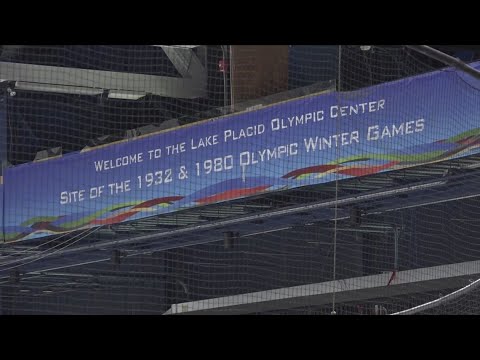 Welcome to the Lake Placid Olympic Center
Site of the 1932 & 1980 Olympic Winter Games